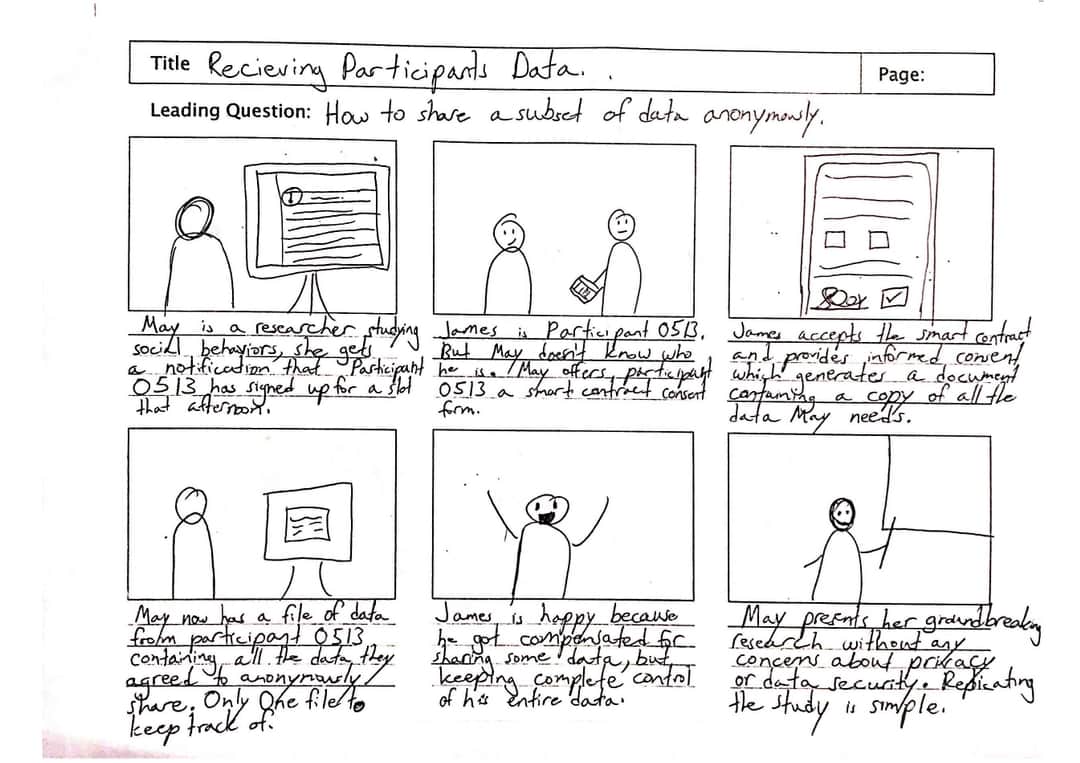 Title Recieving Participants Data. .
Page:
Leading Question: How to share a subset of data anonymously.
May is a researcher studying
social behaviors, she gets
a notification that Participant
0513 has signed up for a slot
that afternoon.
James is Participant 0513.
But May doesn't know who
he is. May offers participant
0513 a smart contract consent
form.
James accepts the smart contract
and provides informed consent
which generates a document
containing a copy of all the
data May needs.
May now has a file of data
from participant 0513
containing all the data they
agreed to anonymously
share. Only One file to
keep track of.
James is happy because
he got compensated for
sharing some data, but
keeping complete control
of his entire data.
May presents her groundbreaking
research without any
concerns about privacy
or data security. Replicating
the study is simple.